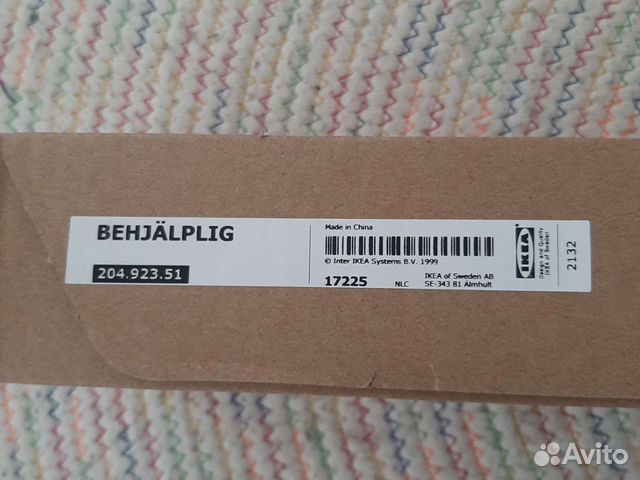 BEHJÄLPLIG
204.923.51
Made in China
© Inter IKEA Systems B.V. 1999
17225 NLC
IKEA of Sweden AB
SE-343 81 Älmhult
IKEA
Design and Quality
IKEA of Sweden
2132
Avito